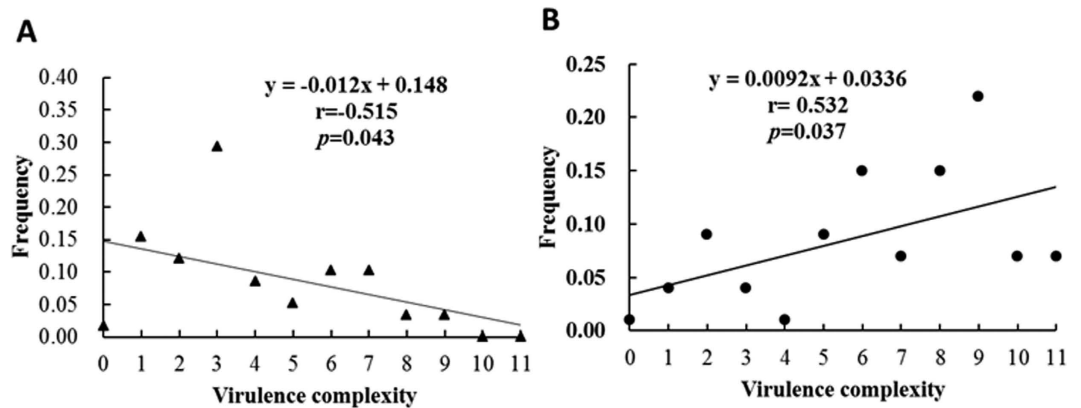 A
y = -0.012x + 0.148
r=-0.515
p=0.043
Frequency
0.40
0.35
0.30
0.25
0.20
0.15
0.10
0.05
0.00
0 1 2 3 4 5 6 7 8 9 10 11
Virulence complexity
B
y = 0.0092x + 0.0336
r= 0.532
p=0.037
Frequency
0.25
0.20
0.15
0.10
0.05
0.00
0 1 2 3 4 5 6 7 8 9 10 11
Virulence complexity